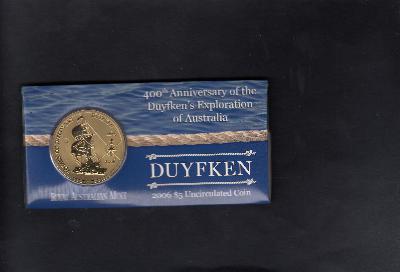 400th Anniversary of the
Duyfken's Exploration
of Australia
DUYFKEN
2006 $5 Uncirculated Coin
Royal Australian Mint